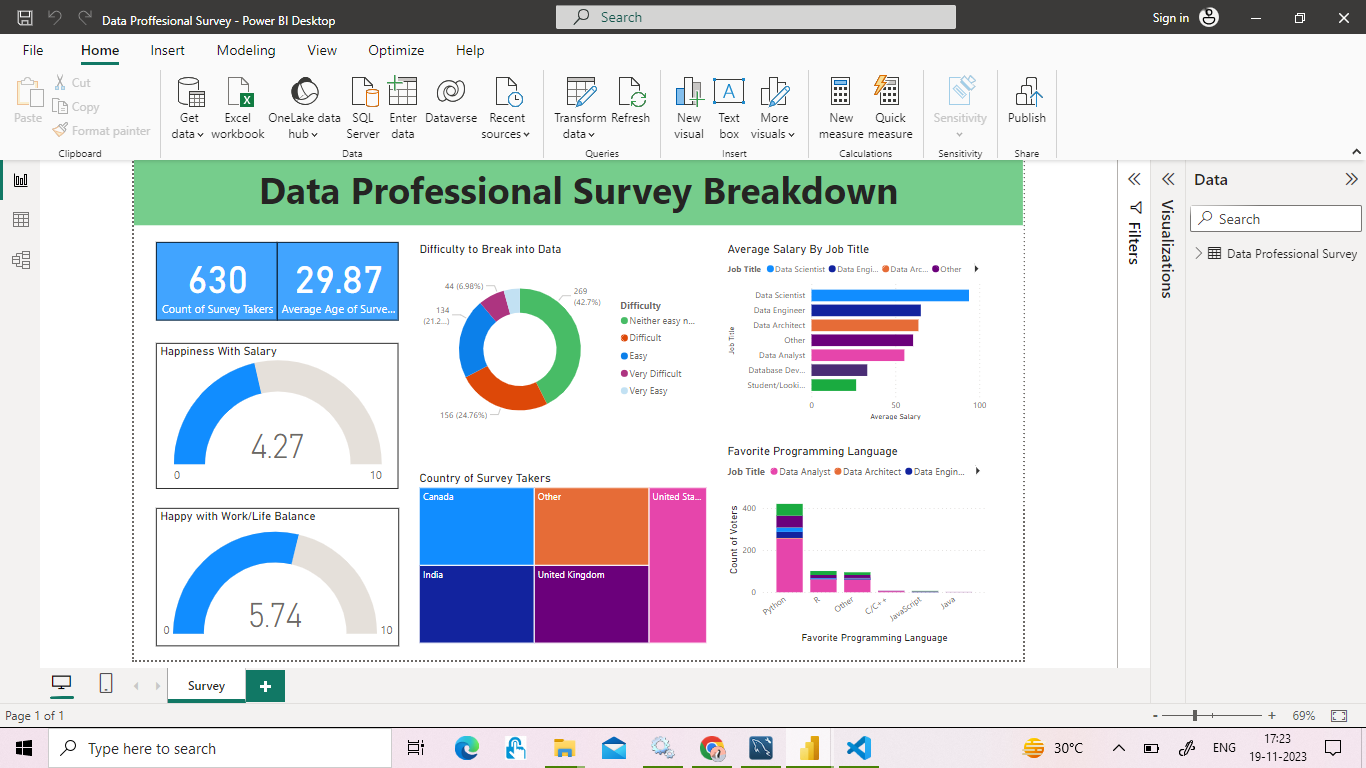 Data Proffesional Survey - Power BI Desktop
Search
Sign in
File Home Insert Modeling View Optimize Help
Paste
Cut
Copy
Format painter
Clipboard
Get data
Excel workbook
OneLake data hub
SQL Server
Enter data
Dataverse
Recent sources
Data
Transform data
Refresh
Queries
New visual
Text box
More visuals
Insert
New measure
Quick measure
Calculations
Sensitivity
Sensitivity
Publish
Share
Data Professional Survey Breakdown
630
Count of Survey Takers
29.87
Average Age of Surve...
Happiness With Salary
4.27
0
10
Happy with Work/Life Balance
5.74
0
10
Difficulty to Break into Data
44 (6.98%)
269
(42.7%)
134
(21.2...)
156 (24.76%)
Difficulty
Neither easy n...
Difficult
Easy
Very Difficult
Very Easy
Country of Survey Takers
Canada
Other
United Sta...
India
United Kingdom
Average Salary By Job Title
Job Title Data Scientist Data Engi... Data Arc... Other
Job Title
Data Scientist
Data Engineer
Data Architect
Other
Data Analyst
Database Dev...
Student/Looki...
0 50 100
Average Salary
Favorite Programming Language
Job Title Data Analyst Data Architect Data Engin...
Count of Voters
400
200
0
Python R Other C/C++ JavaScript Java
Favorite Programming Language
Filters
Visualizations
Data
Search
Data Professional Survey
Survey
Page 1 of 1
- + 69%
Type here to search
30°C
ENG
17:23
19-11-2023